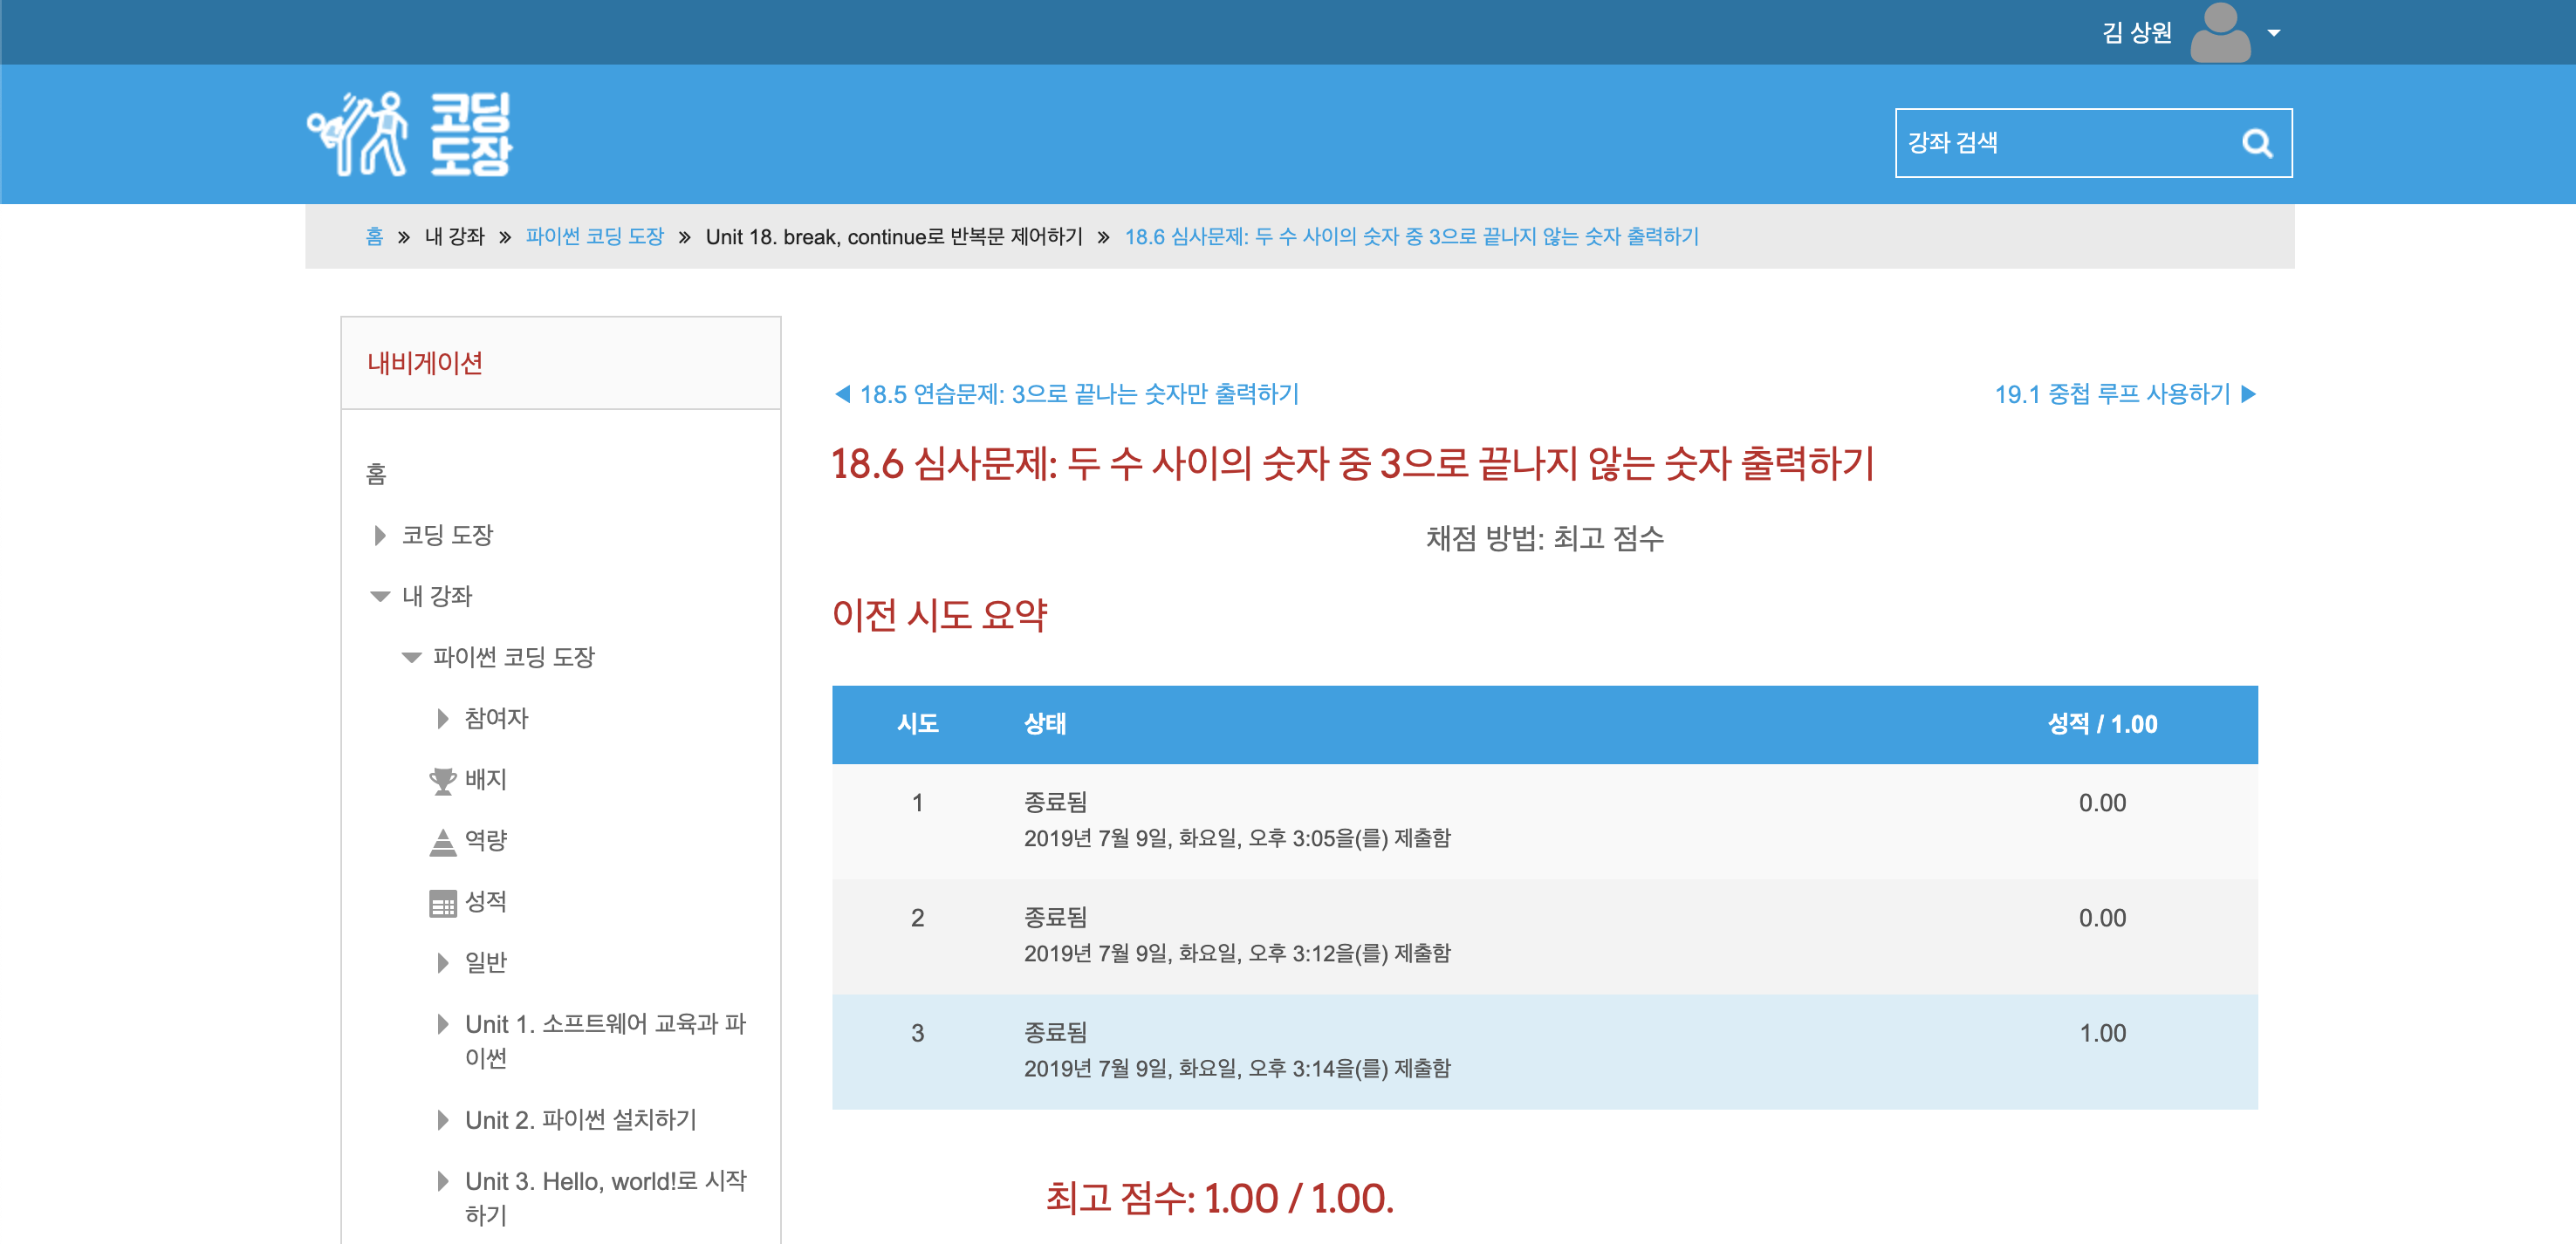 김 상원
코딩
도장
강좌 검색
홈 » 내 강좌 » 파이썬 코딩 도장 » Unit 18. break, continue로 반복문 제어하기 » 18.6 심사문제: 두 수 사이의 숫자 중 3으로 끝나지 않는 숫자 출력하기
내비게이션
홈
코딩 도장
내 강좌
파이썬 코딩 도장
참여자
배지
역량
성적
일반
Unit 1. 소프트웨어 교육과 파
이썬
Unit 2. 파이썬 설치하기
Unit 3. Hello, world!로 시작
하기
◀ 18.5 연습문제: 3으로 끝나는 숫자만 출력하기
19.1 중첩 루프 사용하기 ▶
18.6 심사문제: 두 수 사이의 숫자 중 3으로 끝나지 않는 숫자 출력하기
채점 방법: 최고 점수
이전 시도 요약
시도 상태 성적 / 1.00
1 종료됨 0.00
2019년 7월 9일, 화요일, 오후 3:05을(를) 제출함
2 종료됨 0.00
2019년 7월 9일, 화요일, 오후 3:12을(를) 제출함
3 종료됨 1.00
2019년 7월 9일, 화요일, 오후 3:14을(를) 제출함
최고 점수: 1.00 / 1.00.